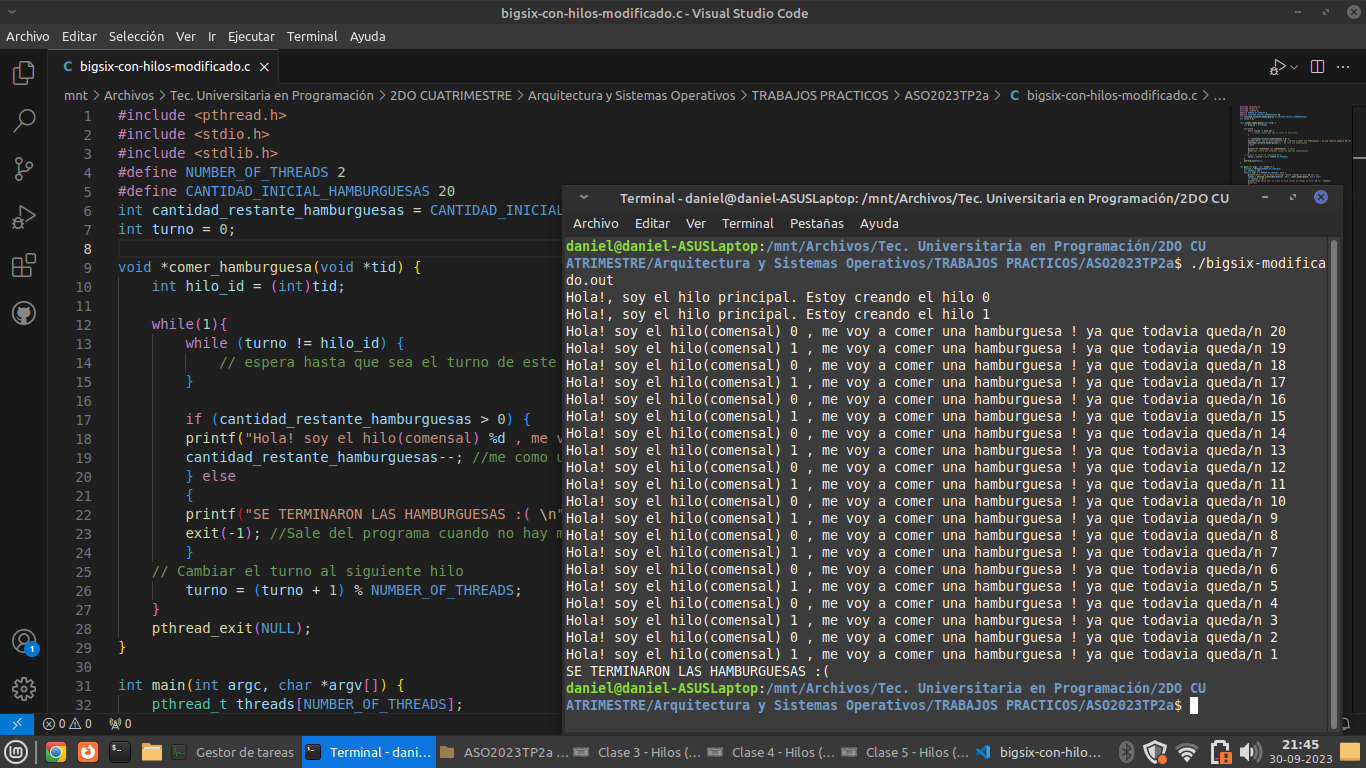 bigsix-con-hilos-modificado.c - Visual Studio Code
Archivo Editar Selección Ver Ir Ejecutar Terminal Ayuda
C bigsix-con-hilos-modificado.c
mnt > Archivos > Tec. Universitaria en Programación > 2DO CUATRIMESTRE > Arquitectura y Sistemas Operativos > TRABAJOS PRACTICOS > ASO2023TP2a > C bigsix-con-hilos-modificado.c > ...
1 #include <pthread.h>
2 #include <stdio.h>
3 #include <stdlib.h>
4 #define NUMBER_OF_THREADS 2
5 #define CANTIDAD_INICIAL_HAMBURGUESAS 20
6 int cantidad_restante_hamburguesas = CANTIDAD_INICIAL
7 int turno = 0;
8
9 void *comer_hamburguesa(void *tid) {
10 int hilo_id = (int)tid;
11
12 while(1){
13 while (turno != hilo_id) {
14 // espera hasta que sea el turno de este
15 }
16
17 if (cantidad_restante_hamburguesas > 0) {
18 printf("Hola! soy el hilo(comensal) %d , me v
19 cantidad_restante_hamburguesas--; //me como u
20 } else
21 {
22 printf("SE TERMINARON LAS HAMBURGUESAS :( \n"
23 exit(-1); //Sale del programa cuando no hay m
24 }
25 // Cambiar el turno al siguiente hilo
26 turno = (turno + 1) % NUMBER_OF_THREADS;
27 }
28 pthread_exit(NULL);
29 }
30
31 int main(int argc, char *argv[]) {
32 pthread_t threads[NUMBER_OF_THREADS];
1
0 0 0
Terminal - daniel@daniel-ASUSLaptop: /mnt/Archivos/Tec. Universitaria en Programación/2DO CU
Archivo Editar Ver Terminal Pestañas Ayuda
daniel@daniel-ASUSLaptop:/mnt/Archivos/Tec. Universitaria en Programación/2DO CU
ATRIMESTRE/Arquitectura y Sistemas Operativos/TRABAJOS PRACTICOS/ASO2023TP2a$ ./bigsix-modifica
do.out
Hola!, soy el hilo principal. Estoy creando el hilo 0
Hola!, soy el hilo principal. Estoy creando el hilo 1
Hola! soy el hilo(comensal) 0 , me voy a comer una hamburguesa ! ya que todavia queda/n 20
Hola! soy el hilo(comensal) 1 , me voy a comer una hamburguesa ! ya que todavia queda/n 19
Hola! soy el hilo(comensal) 0 , me voy a comer una hamburguesa ! ya que todavia queda/n 18
Hola! soy el hilo(comensal) 1 , me voy a comer una hamburguesa ! ya que todavia queda/n 17
Hola! soy el hilo(comensal) 0 , me voy a comer una hamburguesa ! ya que todavia queda/n 16
Hola! soy el hilo(comensal) 1 , me voy a comer una hamburguesa ! ya que todavia queda/n 15
Hola! soy el hilo(comensal) 0 , me voy a comer una hamburguesa ! ya que todavia queda/n 14
Hola! soy el hilo(comensal) 1 , me voy a comer una hamburguesa ! ya que todavia queda/n 13
Hola! soy el hilo(comensal) 0 , me voy a comer una hamburguesa ! ya que todavia queda/n 12
Hola! soy el hilo(comensal) 1 , me voy a comer una hamburguesa ! ya que todavia queda/n 11
Hola! soy el hilo(comensal) 0 , me voy a comer una hamburguesa ! ya que todavia queda/n 10
Hola! soy el hilo(comensal) 1 , me voy a comer una hamburguesa ! ya que todavia queda/n 9
Hola! soy el hilo(comensal) 0 , me voy a comer una hamburguesa ! ya que todavia queda/n 8
Hola! soy el hilo(comensal) 1 , me voy a comer una hamburguesa ! ya que todavia queda/n 7
Hola! soy el hilo(comensal) 0 , me voy a comer una hamburguesa ! ya que todavia queda/n 6
Hola! soy el hilo(comensal) 1 , me voy a comer una hamburguesa ! ya que todavia queda/n 5
Hola! soy el hilo(comensal) 0 , me voy a comer una hamburguesa ! ya que todavia queda/n 4
Hola! soy el hilo(comensal) 1 , me voy a comer una hamburguesa ! ya que todavia queda/n 3
Hola! soy el hilo(comensal) 0 , me voy a comer una hamburguesa ! ya que todavia queda/n 2
Hola! soy el hilo(comensal) 1 , me voy a comer una hamburguesa ! ya que todavia queda/n 1
SE TERMINARON LAS HAMBURGUESAS :(
daniel@daniel-ASUSLaptop:/mnt/Archivos/Tec. Universitaria en Programación/2DO CU
ATRIMESTRE/Arquitectura y Sistemas Operativos/TRABAJOS PRACTICOS/ASO2023TP2a$
Gestor de tareas Terminal - dani... ASO2023TP2a ... Clase 3 - Hilos (... Clase 4 - Hilos (... Clase 5 - Hilos (... bigsix-con-hilo...
21:45
30-09-2023